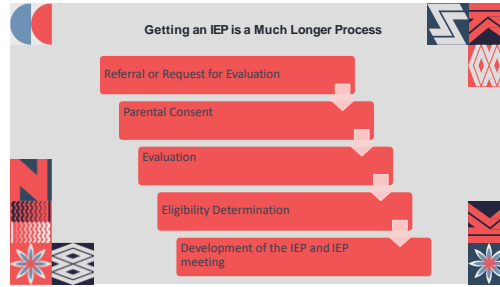 Getting an IEP is a Much Longer Process
Referral or Request for Evaluation
Parental Consent
Evaluation
Eligibility Determination
Development of the IEP and IEP
meeting